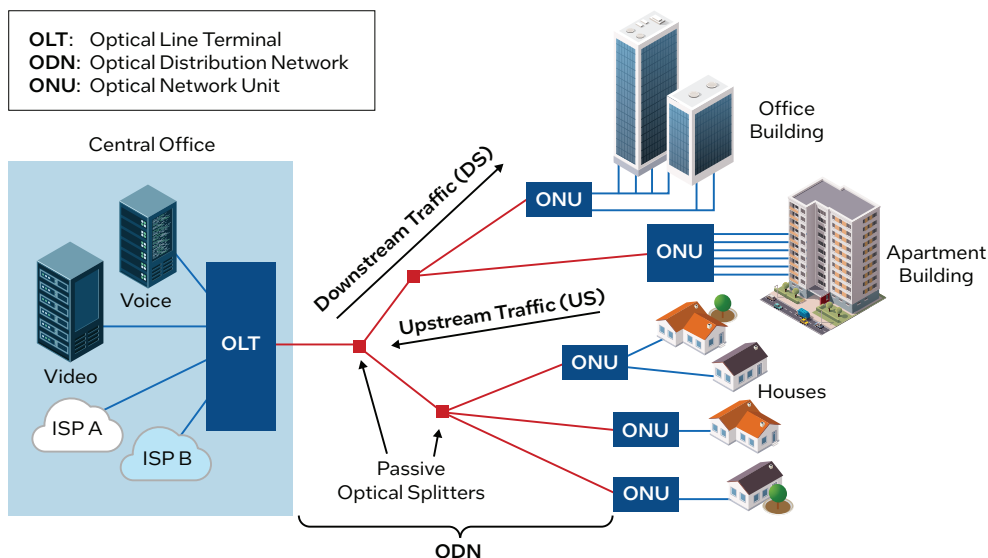 OLT: Optical Line Terminal
ODN: Optical Distribution Network
ONU: Optical Network Unit
Central Office
Voice
Video
OLT
ISP A
ISP B
Downstream Traffic (DS)
Upstream Traffic (US)
Passive
Optical Splitters
ODN
ONU
Office
Building
ONU
Apartment
Building
ONU
Houses
ONU
ONU